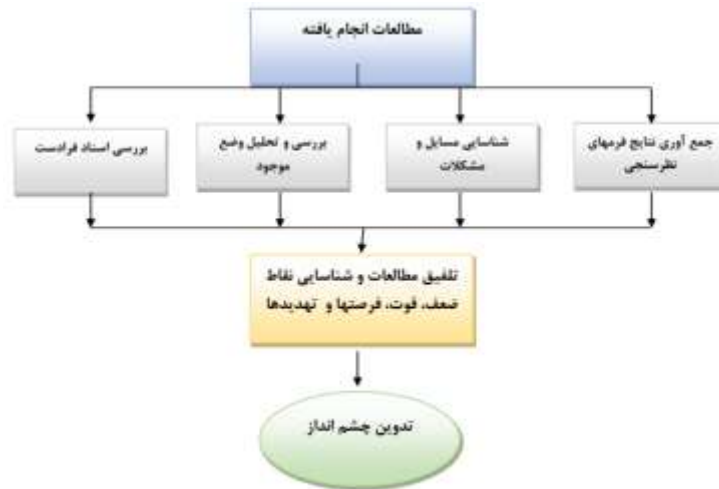 مطالعات انجام یافته
جمع آوری نتایج فرمهای
نظرسنجی
شناسایی مسایل و
مشکلات
بررسی و تحلیل وضع
موجود
بررسی اسناد فرادست
تلفیق مطالعات و شناسایی نقاط
ضعف، قوت، فرصتها و تهدیدها
تدوین چشم انداز